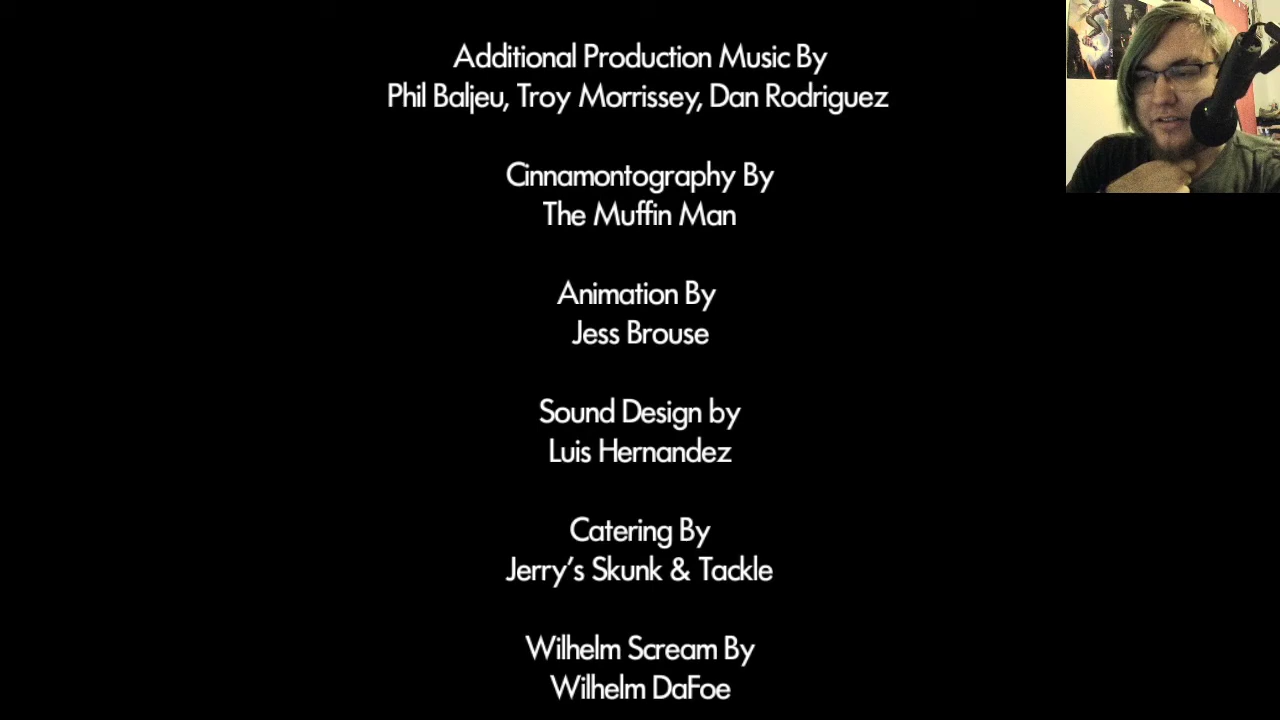 Additional Production Music By
Phil Baljeu, Troy Morrissey, Dan Rodriguez
Cinnamontography By
The Muffin Man
Animation By
Jess Brouse
Sound Design by
Luis Hernandez
Catering By
Jerry's Skunk & Tackle
Wilhelm Scream By
Wilhelm DaFoe